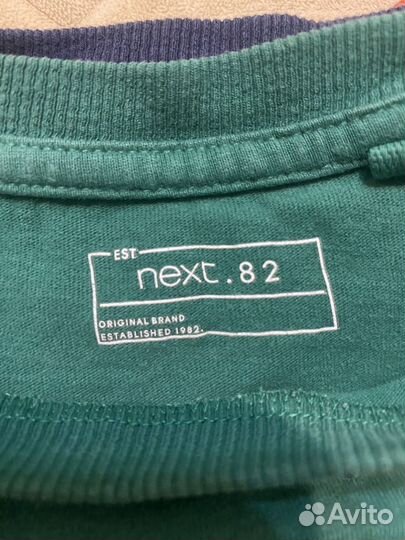 EST
next.82
ORIGINAL BRAND
ESTABLISHED 1982.
Avito